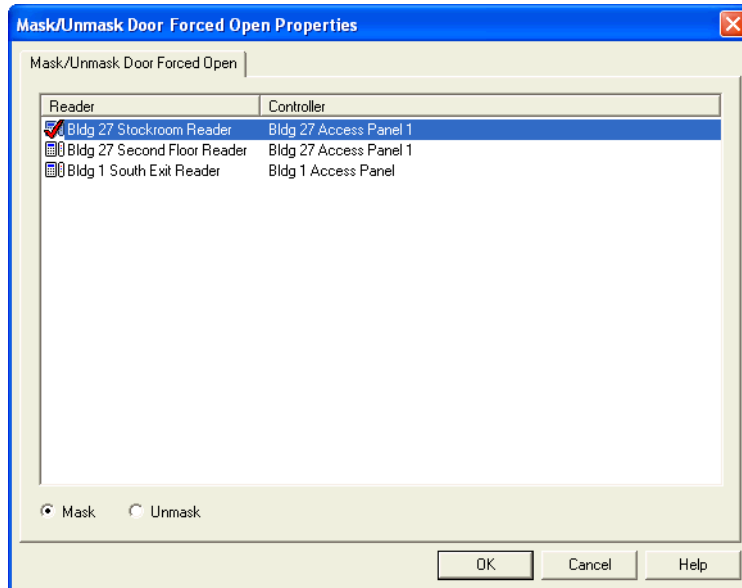 Mask/Unmask Door Forced Open Properties
Mask/Unmask Door Forced Open
Reader Controller
Bldg 27 Stockroom Reader Bldg 27 Access Panel 1
Bldg 27 Second Floor Reader Bldg 27 Access Panel 1
Bldg 1 South Exit Reader Bldg 1 Access Panel
Mask Unmask
OK Cancel Help